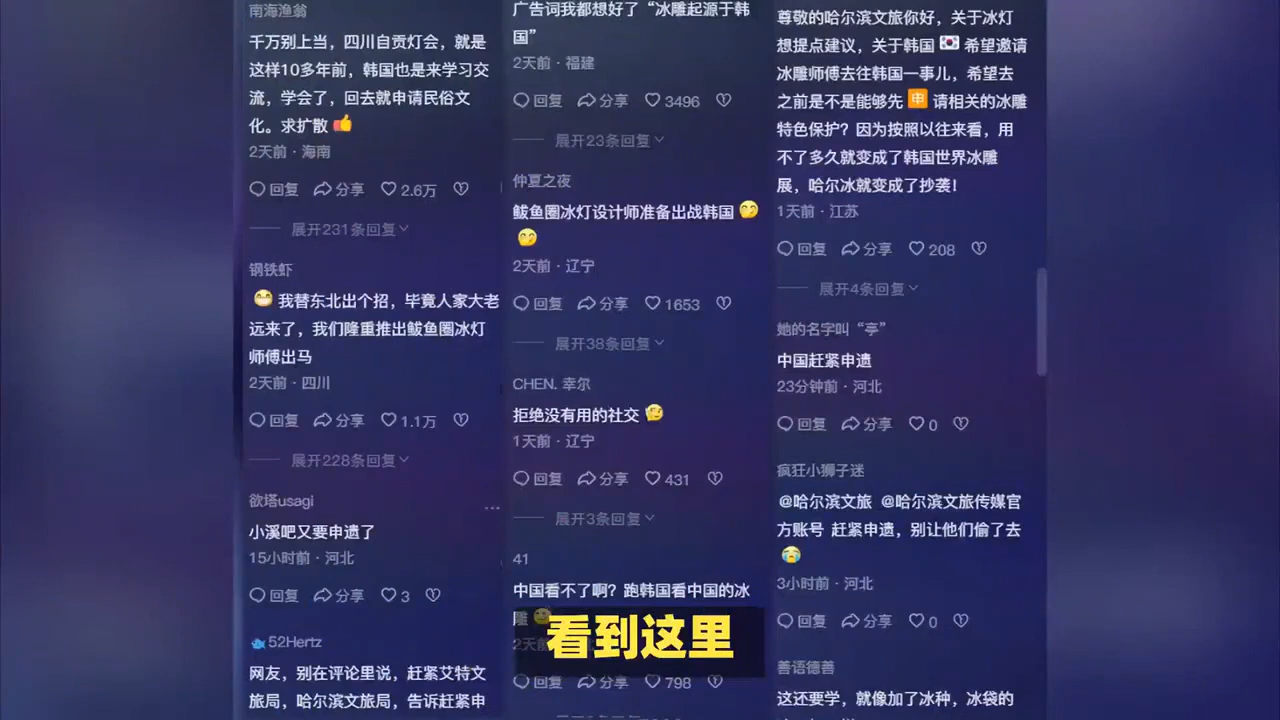 南海渔翁
千万别上当，四川自贡灯会，就是
这样10多年前，韩国也是来学习交
流，学会了，回去就申请民俗文
化。求扩散👍
2天前·海南
回复 分享 2.6万
展开231条回复
钢铁虾
😁我替东北出个招，毕竟人家大老
远来了，我们隆重推出鲅鱼圈冰灯
师傅出马
2天前·四川
回复 分享 1.1万
展开228条回复
欲塔usagi
小溪吧又要申遗了
15小时前·河北
回复 分享 3
🐟52Hertz
网友，别在评论里说，赶紧艾特文
旅局，哈尔滨文旅局，告诉赶紧申
广告词我都想好了“冰雕起源于韩
国”
2天前·福建
回复 分享 3496
展开23条回复
仲夏之夜
鲅鱼圈冰灯设计师准备出战韩国🤭
🤭
2天前·辽宁
回复 分享 1653
展开38条回复
CHEN. 幸尔
拒绝没有用的社交
1天前·辽宁
回复 分享 431
展开3条回复
41
中国看不了啊？跑韩国看中国的冰
雕
2天前
回复 分享 798
看到这里
尊敬的哈尔滨文旅你好，关于冰灯
想提点建议，关于韩国🇰🇷希望邀请
冰雕师傅去往韩国一事儿，希望去
之前是不是能够先🈸请相关的冰雕
特色保护？因为按照以往来看，用
不了多久就变成了韩国世界冰雕
展，哈尔冰就变成了抄袭！
1天前·江苏
回复 分享 208
展开4条回复
她的名字叫“亭”
中国赶紧申遗
23分钟前·河北
回复 分享 0
疯狂小狮子迷
@哈尔滨文旅 @哈尔滨文旅传媒官
方账号 赶紧申遗，别让他们偷了去
😭
3小时前·河北
回复 分享 0
善语德善
这还要学，就像加了冰种，冰袋的